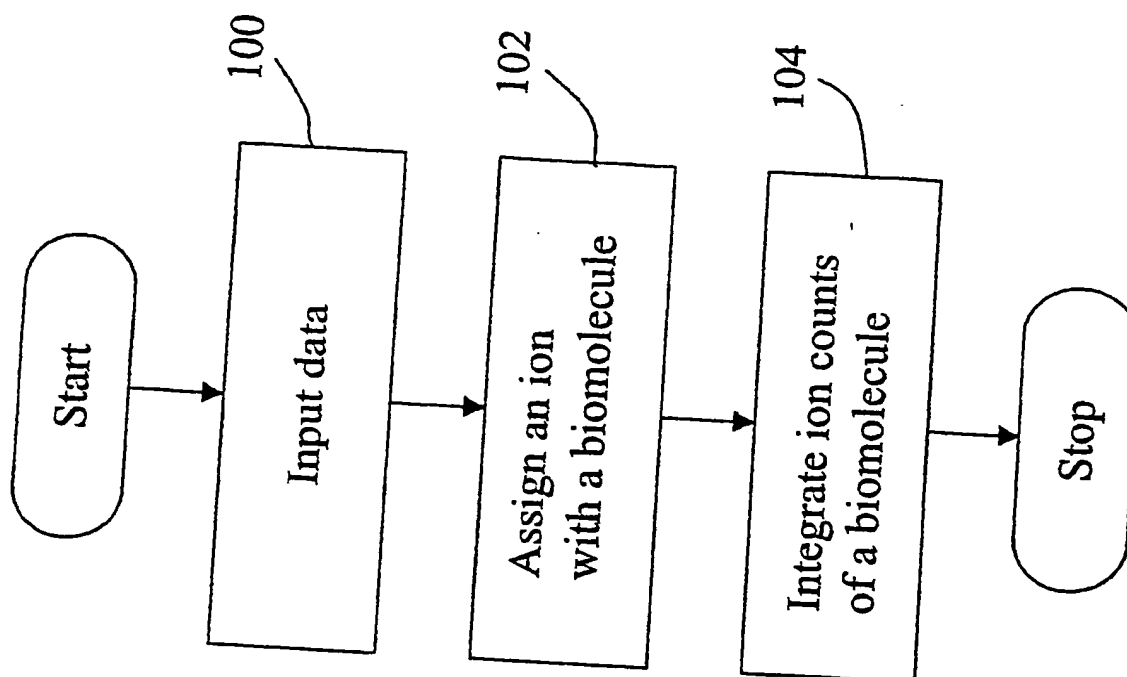 Start
100
Input data
102
Assign an ion
with a biomolecule
104
Integrate ion counts
of a biomolecule
Stop